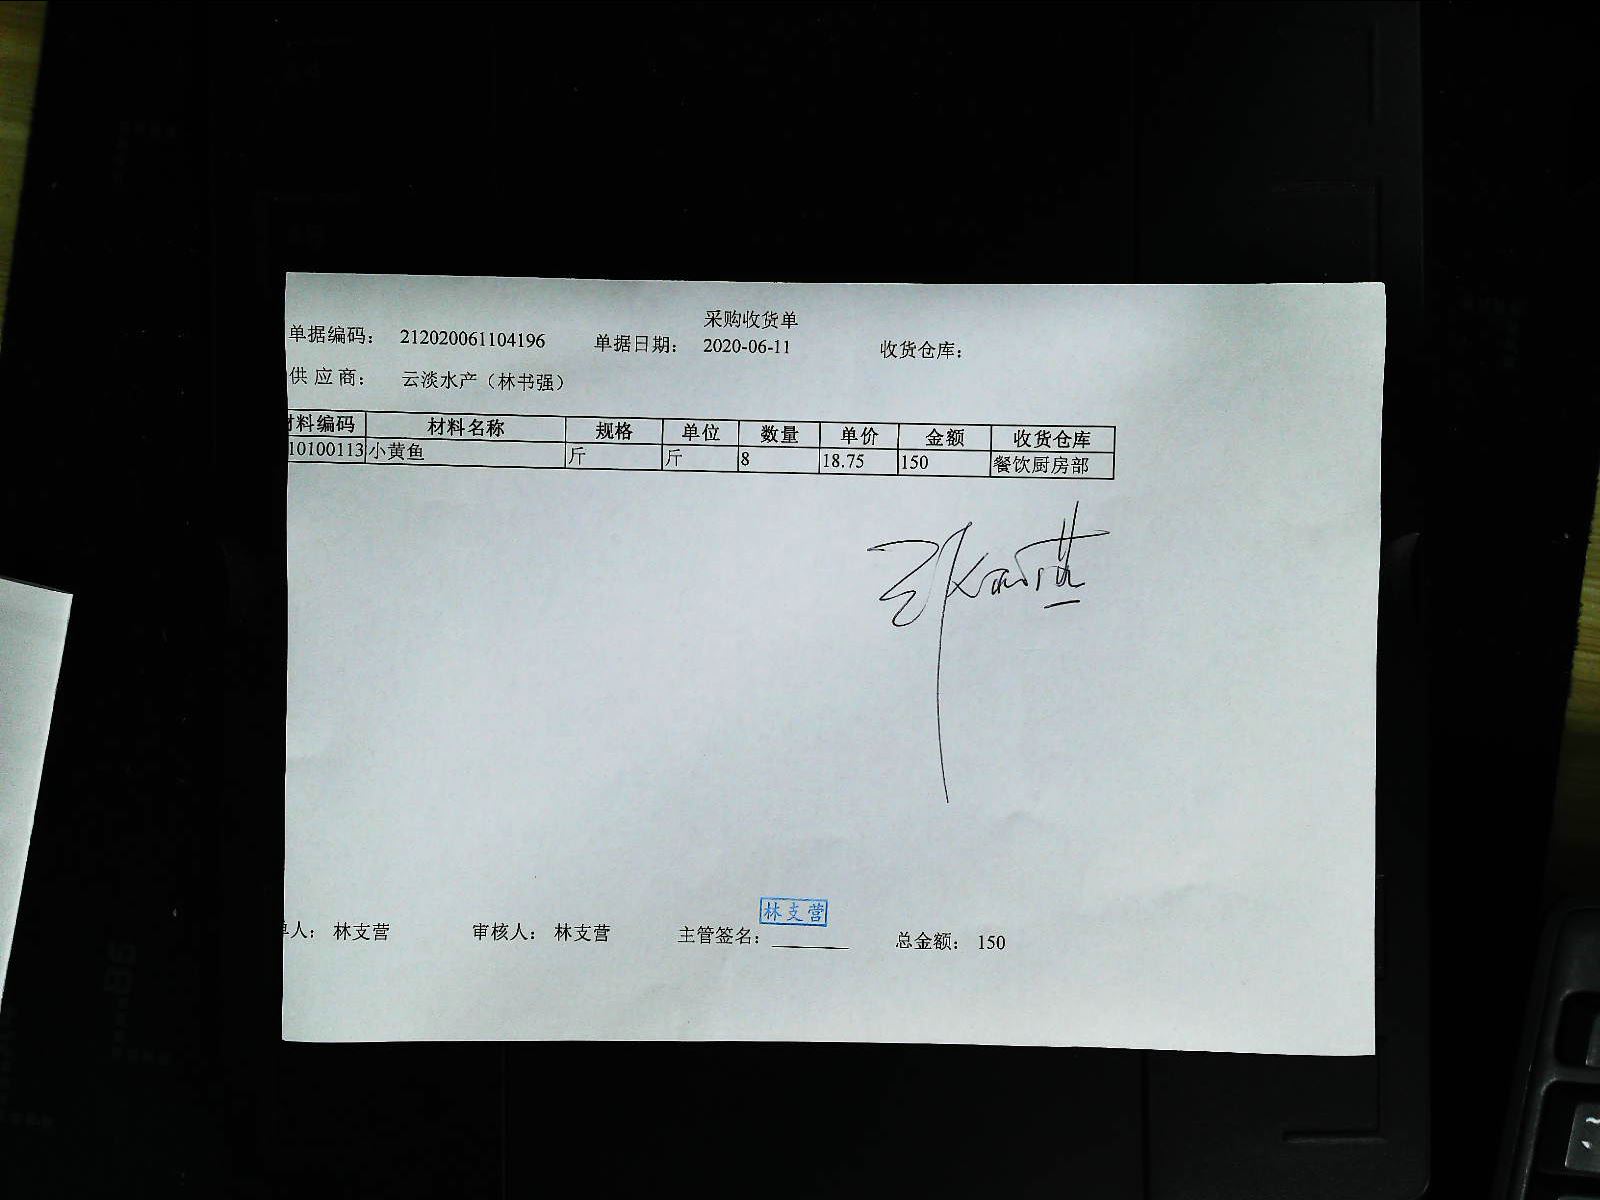 采购收货单
单据编码： 212020061104196 单据日期： 2020-06-11 收货仓库：
供 应 商： 云淡水产（林书强）
材料编码 材料名称 规格 单位 数量 单价 金额 收货仓库
10100113 小黄鱼 斤 斤 8 18.75 150 餐饮厨房部
林支营
单人： 林支营 审核人： 林支营 主管签名： 总金额： 150